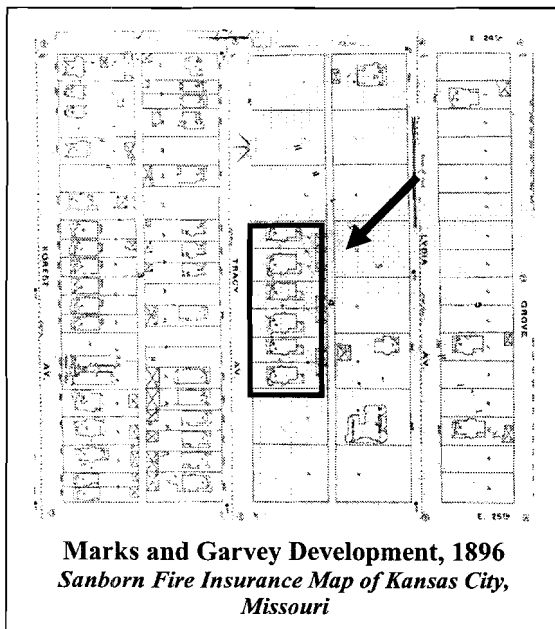 E. 24TH
FOREST
AV.
TRACY
AV
LYDIA
AV
GROVE
E. 25TH
Marks and Garvey Development, 1896
Sanborn Fire Insurance Map of Kansas City,
Missouri